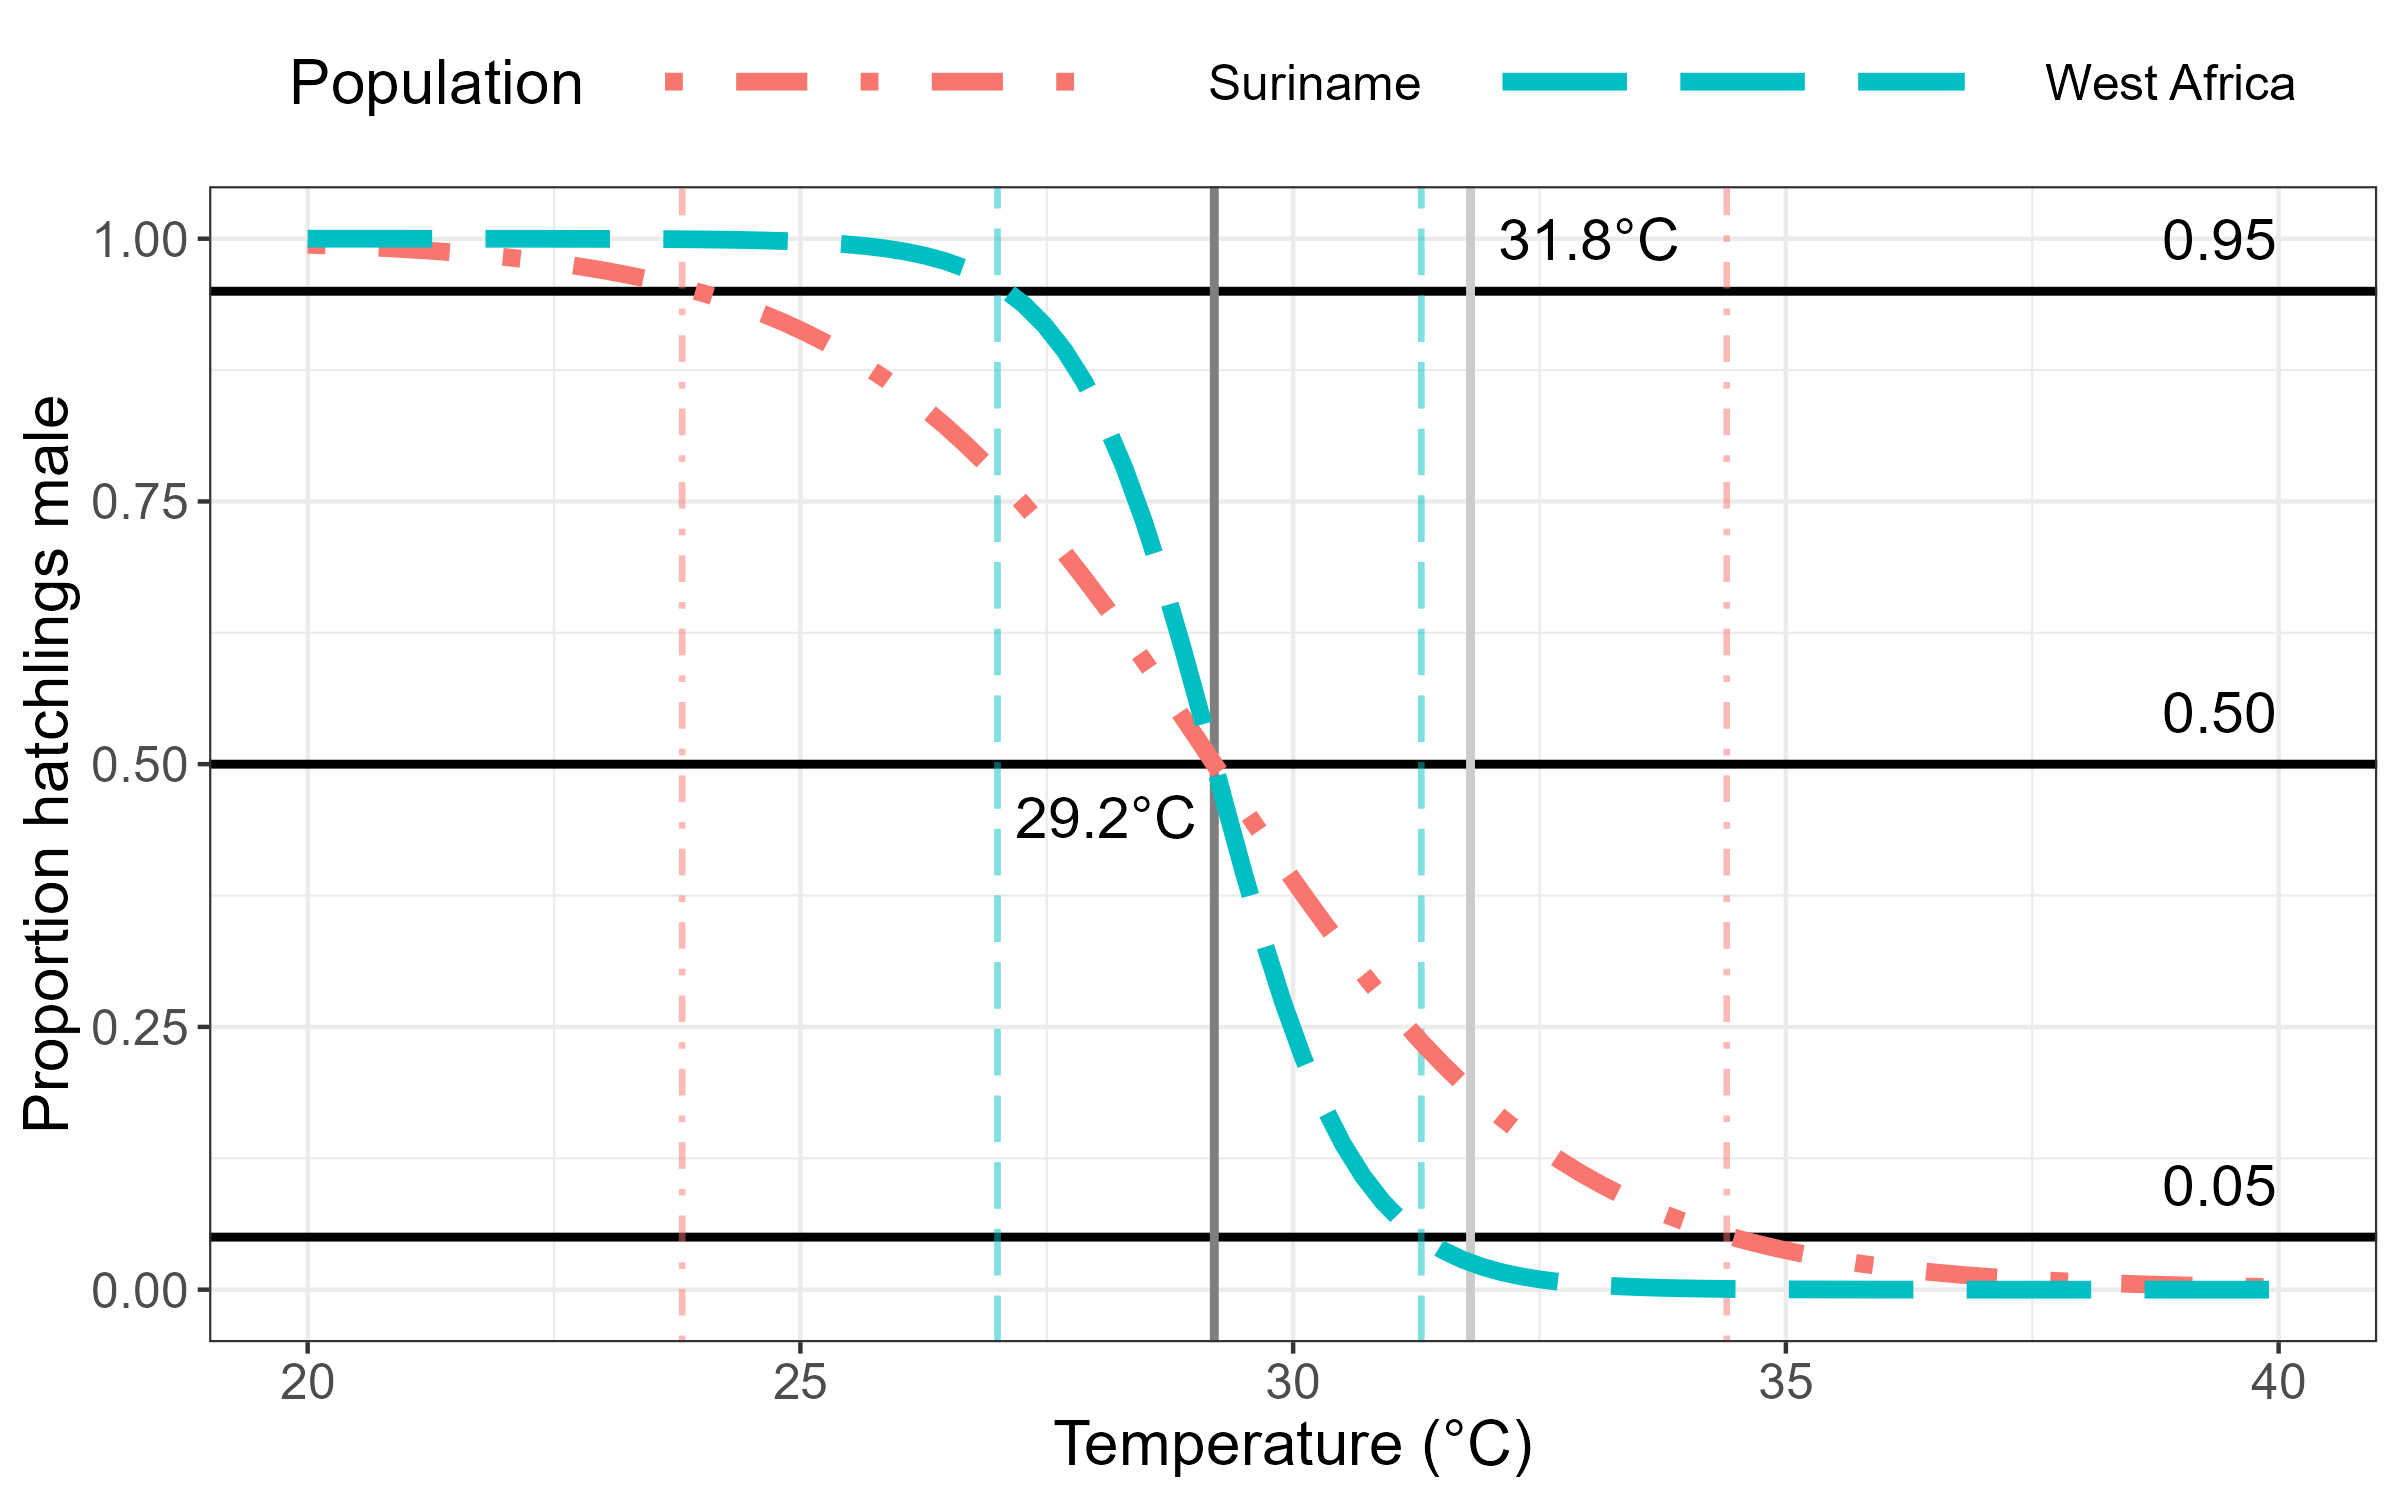 Population Suriname West Africa
31.8°C 0.95
1.00
0.75
0.50
0.50
29.2°C
0.25
0.05
0.00
Proportion hatchlings male
20 25 30 35 40
Temperature (°C)